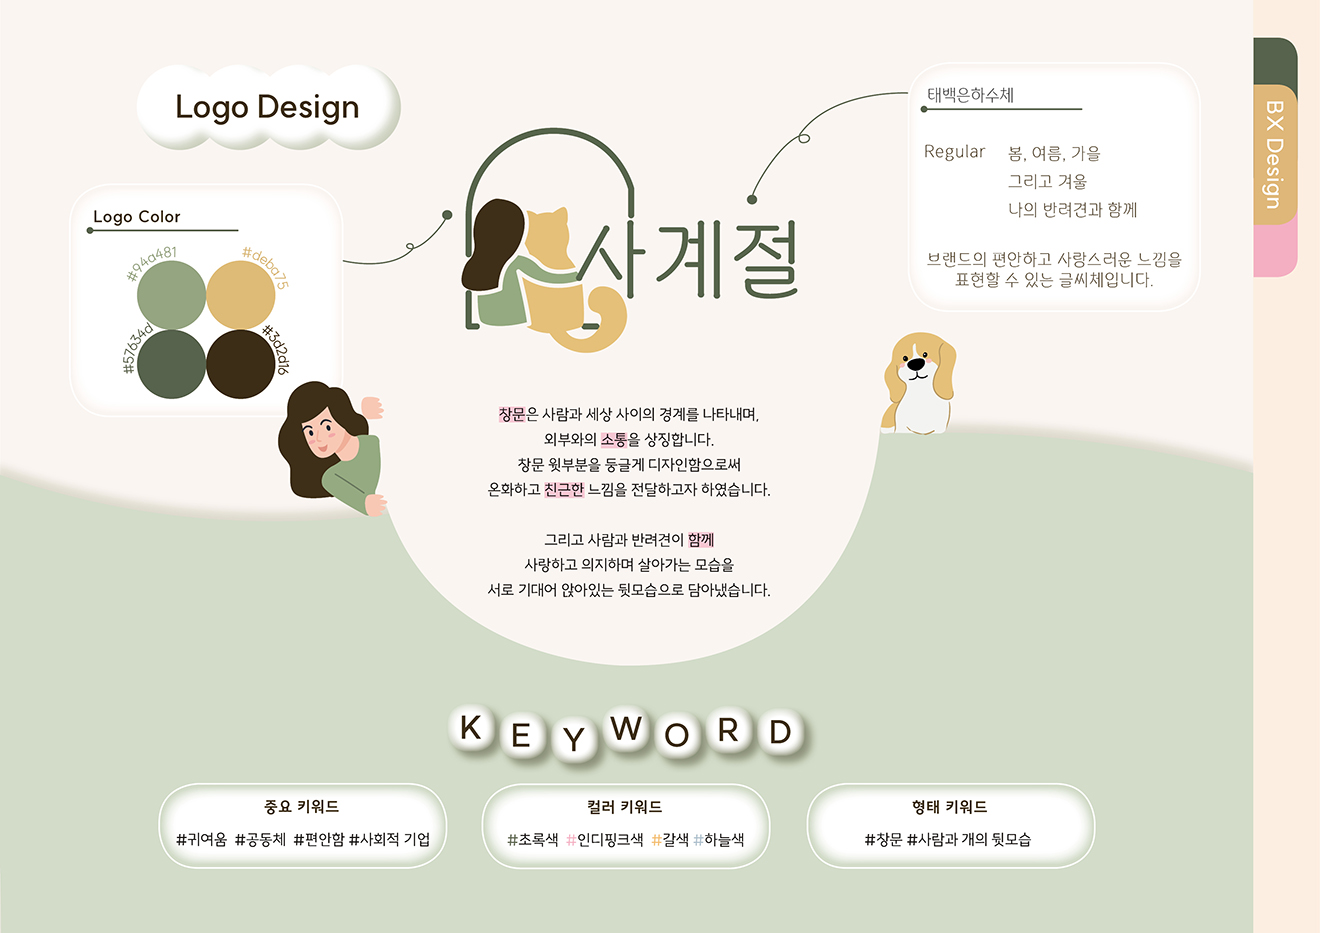 Logo Design
Logo Color
#94a481
#deba75
#57634d
#3d2d16
사계절
태백은하수체
Regular
봄, 여름, 가을
그리고 겨울
나의 반려견과 함께
브랜드의 편안하고 사랑스러운 느낌을
표현할 수 있는 글씨체입니다.
BX Design
창문은 사람과 세상 사이의 경계를 나타내며,
외부와의 소통을 상징합니다.
창문 윗부분을 둥글게 디자인함으로써
온화하고 친근한 느낌을 전달하고자 하였습니다.
그리고 사람과 반려견이 함께
사랑하고 의지하며 살아가는 모습을
서로 기대어 앉아있는 뒷모습으로 담아냈습니다.
KEYWORD
중요 키워드
#귀여움 #공동체 #편안함 #사회적 기업
컬러 키워드
#초록색 #인디핑크색 #갈색 #하늘색
형태 키워드
#창문 #사람과 개의 뒷모습